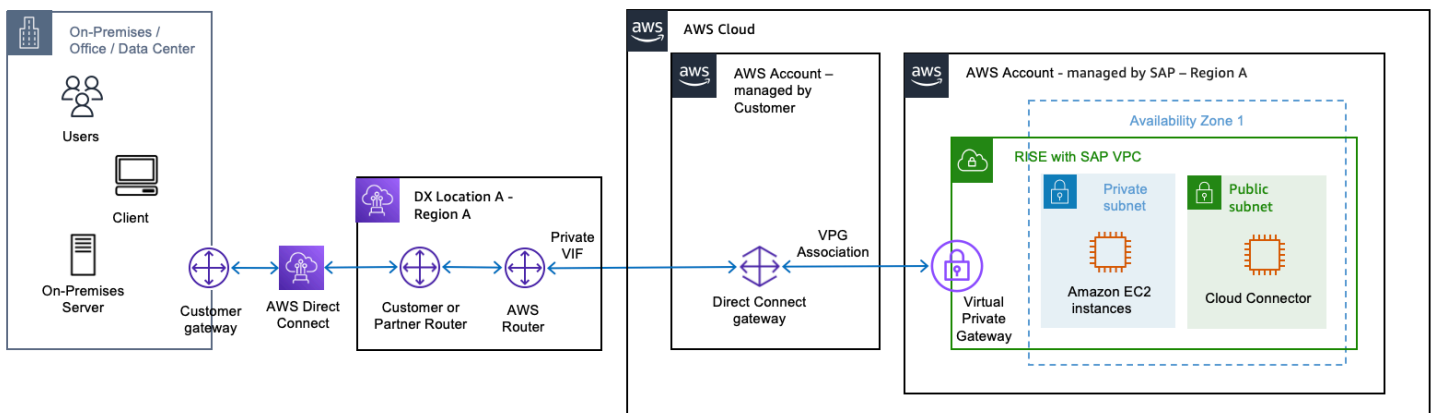 On-Premises /
Office / Data Center
Users
Client
On-Premises
Server
Customer
gateway
AWS Direct
Connect
DX Location A -
Region A
Customer or
Partner Router
AWS
Router
Private
VIF
aws
AWS Cloud
aws
AWS Account –
managed by
Customer
Direct Connect
gateway
VPG
Association
aws
AWS Account - managed by SAP – Region A
Availability Zone 1
RISE with SAP VPC
Virtual
Private
Gateway
Private
subnet
Amazon EC2
instances
Public
subnet
Cloud Connector